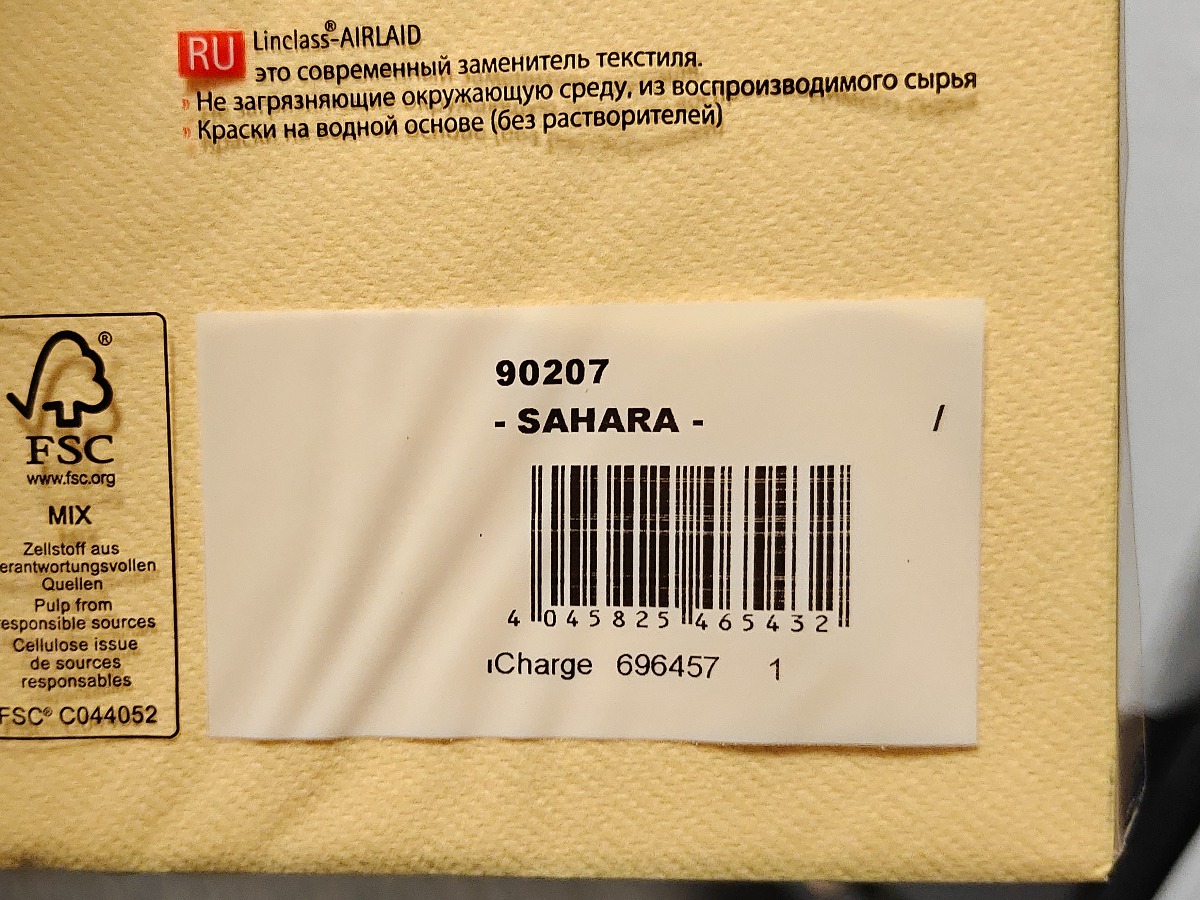 RU Linclass®-AIRLAID
это современный заменитель текстиля.
» Не загрязняющие окружающую среду, из воспроизводимого сырья
» Краски на водной основе (без растворителей)
®
FSC
www.fsc.org
MIX
Zellstoff aus
erantwortungsvollen
Quellen
Pulp from
esponsible sources
Cellulose issue
de sources
responsables
FSC® C044052
90207
- SAHARA - /
4 045825 465432
Charge 696457 1